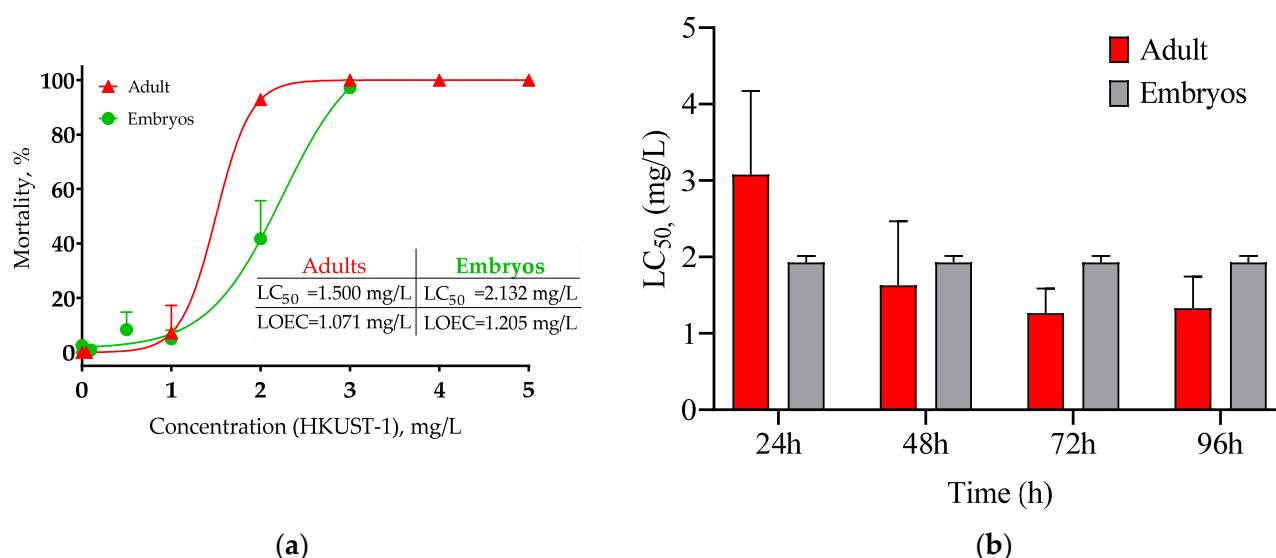 Mortality, %
100
80
60
40
20
0
Adult
Embryos
Adults Embryos
LC50 =1.500 mg/L LC50 =2.132 mg/L
LOEC=1.071 mg/L LOEC=1.205 mg/L
0 1 2 3 4 5
Concentration (HKUST-1), mg/L
(a)
LC50, (mg/L)
5
4
3
2
1
0
Adult
Embryos
24h 48h 72h 96h
Time (h)
(b)